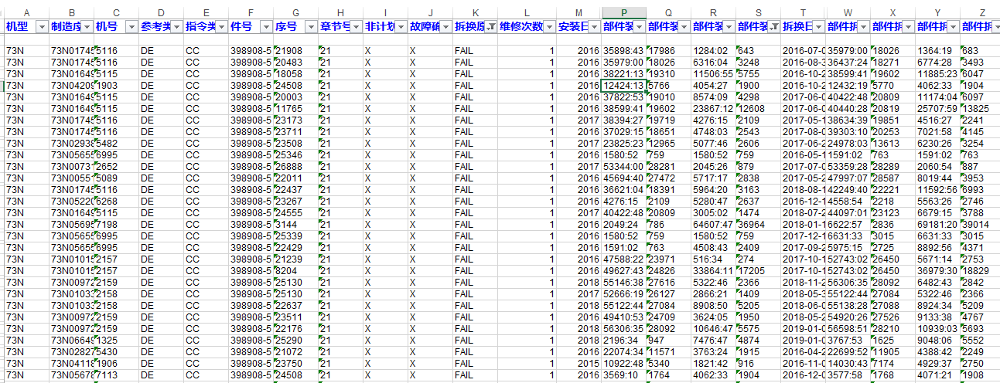 A B C D E F G H I J K L M P Q R S T W X Y Z
机型 制造库 机号 参考类 指令类 件号 序号 章节号 非计划 故障确 拆换原 维修次数 安装日 部件装 部件装 部件装 部件装 拆换日 部件拆 部件拆 部件拆 部件拆
73N 73N0174 5116 DE CC 398908-5 21908 21 X X FAIL 1 2016 35898:43 17986 1284:02 643 2016-07-0 35979:00 18026 1364:19 683
73N 73N0174 5116 DE CC 398908-5 20483 21 X X FAIL 1 2016 35979:00 18026 6316:04 3248 2016-08-3 36437:24 18271 6774:28 3493
73N 73N0164 5115 DE CC 398908-5 18058 21 X X FAIL 1 2016 38221:13 19310 11506:55 5755 2016-10-2 38599:41 19602 11885:23 6047
73N 73N0420 1903 DE CC 398908-5 24508 21 X X FAIL 1 2016 12424:13 5766 4054:27 1900 2016-10-2 12432:19 5770 4062:33 1904
73N 73N0164 5115 DE CC 398908-5 20003 21 X X FAIL 1 2016 37822:53 19010 8574:09 4298 2017-06-0 40422:48 20809 11174:04 6097
73N 73N0164 5115 DE CC 398908-5 11765 21 X X FAIL 1 2016 38599:41 19602 23867:12 12608 2017-06-0 40440:28 20819 25707:59 13825
73N 73N0174 5116 DE CC 398908-5 23173 21 X X FAIL 1 2016 38394:27 19719 4276:15 2109 2017-05-1 38634:39 19851 4516:27 2241
73N 73N0174 5116 DE CC 398908-5 23711 21 X X FAIL 1 2016 37029:15 18651 4748:03 2543 2017-08-0 39303:10 20253 7021:58 4145
73N 73N0293 5482 DE CC 398908-5 23508 21 X X FAIL 1 2017 23825:23 12965 5077:46 2606 2017-06-2 24978:03 13613 6230:26 3254
73N 73N0565 6995 DE CC 398908-5 25346 21 X X FAIL 1 2016 1580:52 759 1580:52 759 2016-05-1 1591:02 763 1591:02 763
73N 73N0073 2652 DE CC 398908-5 26888 21 X X FAIL 1 2017 53344:00 28281 2045:26 879 2017-07-0 53359:28 28289 2060:54 887
73N 73N0055 5089 DE CC 398908-5 22011 21 X X FAIL 1 2016 45694:40 27472 5717:17 2838 2017-05-2 47997:07 28587 8019:44 3953
73N 73N0174 5116 DE CC 398908-5 22437 21 X X FAIL 1 2016 36621:04 18391 5964:20 3163 2018-08-1 42249:40 22221 11592:56 6993
73N 73N0522 6268 DE CC 398908-5 23267 21 X X FAIL 1 2016 4276:15 2109 5280:47 2637 2016-12-1 4558:54 2218 5563:26 2746
73N 73N0164 5115 DE CC 398908-5 24555 21 X X FAIL 1 2017 40422:48 20809 3005:02 1474 2018-07-2 44097:01 23123 6679:15 3788
73N 73N0569 7198 DE CC 398908-5 3144 21 X X FAIL 1 2016 2049:24 786 64607:47 36964 2018-01-1 6622:57 2836 69181:20 39014
73N 73N0565 6995 DE CC 398908-5 25339 21 X X FAIL 1 2016 1580:52 759 1580:52 759 2017-12-1 6631:33 3015 6631:33 3015
73N 73N0565 6995 DE CC 398908-5 22429 21 X X FAIL 1 2016 1591:02 763 4508:43 2409 2017-09-2 5975:15 2725 8892:56 4371
73N 73N0101 2157 DE CC 398908-5 21239 21 X X FAIL 1 2016 47588:22 23971 516:34 274 2017-10-1 52743:02 26450 5671:14 2753
73N 73N0101 2157 DE CC 398908-5 8204 21 X X FAIL 1 2016 49627:43 24826 33864:11 17205 2017-10-1 52743:02 26450 36979:30 18829
73N 73N0097 2159 DE CC 398908-5 25130 21 X X FAIL 1 2018 55146:38 27616 5322:46 2366 2018-11-2 56306:35 28092 6482:43 2842
73N 73N0103 2158 DE CC 398908-5 25130 21 X X FAIL 1 2017 52666:19 26127 2866:21 1409 2018-05-3 55122:44 27084 5322:46 2366
73N 73N0103 2158 DE CC 398908-5 22637 21 X X FAIL 1 2018 55122:44 27084 8908:50 5205 2018-06-0 55138:28 27088 8924:34 5209
73N 73N0097 2159 DE CC 398908-5 23511 21 X X FAIL 1 2016 49410:53 24709 3624:05 1950 2018-05-2 54920:26 27526 9133:38 4767
73N 73N0097 2159 DE CC 398908-5 22176 21 X X FAIL 1 2018 56306:35 28092 10646:47 5575 2019-01-0 56598:51 28210 10939:03 5693
73N 73N0664 1325 DE CC 398908-5 25290 21 X X FAIL 1 2018 2196:34 947 7476:47 4874 2019-01-0 3767:53 1625 9048:06 5552
73N 73N0282 5430 DE CC 398908-5 21072 21 X X FAIL 1 2016 22074:34 11571 3763:24 1915 2016-04-2 22699:52 11905 4388:42 2249
73N 73N0411 1906 DE CC 398908-5 23750 21 X X FAIL 1 2015 10922:48 5340 1821:42 916 2016-11-0 14030:43 7174 4929:37 2750
73N 73N0567 7113 DE CC 398908-5 24508 21 X X FAIL 1 2016 3569:10 1764 4062:33 1904 2016-12-0 3577:58 1768 4071:21 1908